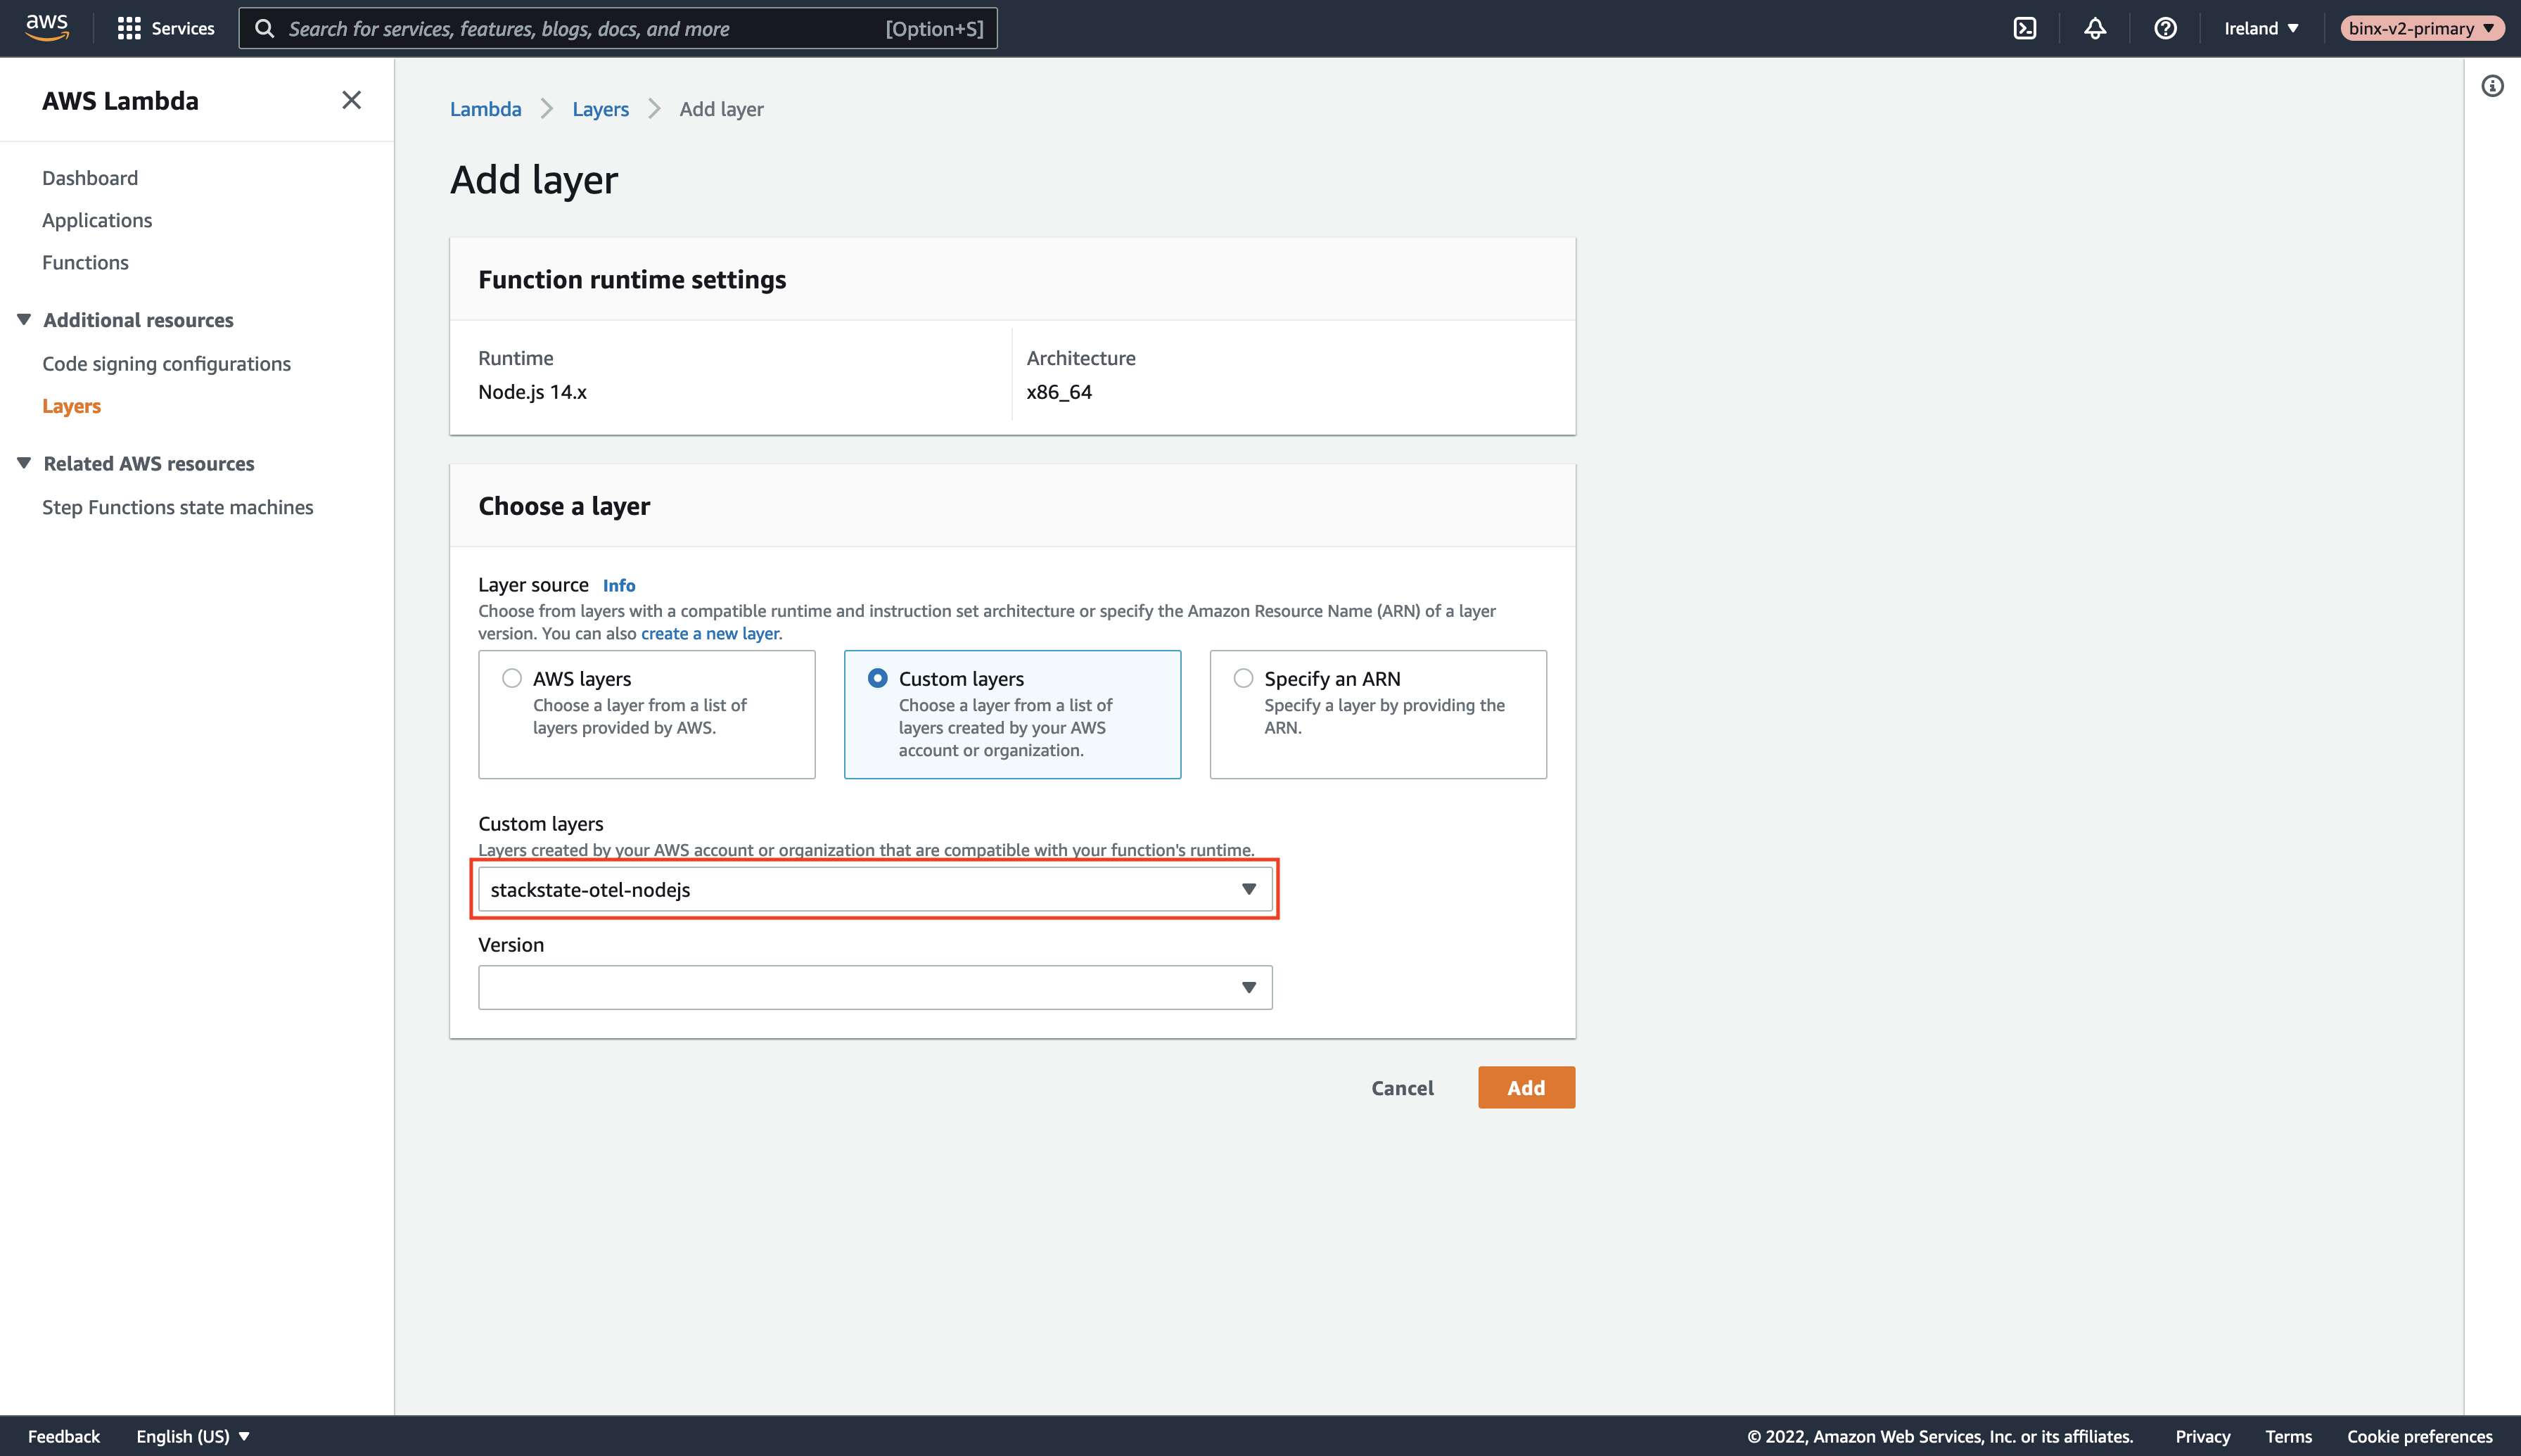 aws
Services
Search for services, features, blogs, docs, and more
[Option+S]
Ireland
binx-v2-primary
AWS Lambda
Dashboard
Applications
Functions
Additional resources
Code signing configurations
Layers
Related AWS resources
Step Functions state machines
Lambda
Layers
Add layer
Add layer
Function runtime settings
Runtime
Node.js 14.x
Architecture
x86_64
Choose a layer
Layer source Info
Choose from layers with a compatible runtime and instruction set architecture or specify the Amazon Resource Name (ARN) of a layer
version. You can also create a new layer.
AWS layers
Choose a layer from a list of
layers provided by AWS.
Custom layers
Choose a layer from a list of
layers created by your AWS
account or organization.
Specify an ARN
Specify a layer by providing the
ARN.
Custom layers
Layers created by your AWS account or organization that are compatible with your function's runtime.
stackstate-otel-nodejs
Version
Cancel
Add
Feedback
English (US)
© 2022, Amazon Web Services, Inc. or its affiliates.
Privacy
Terms
Cookie preferences